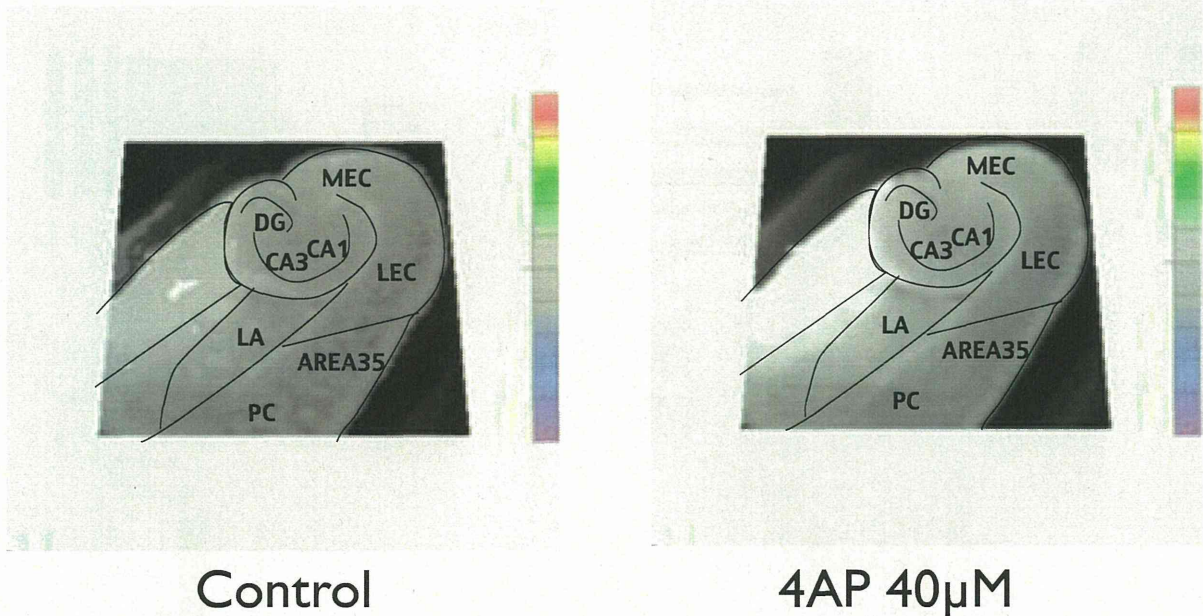 MEC
DG
CA1
CA3
LEC
LA
AREA35
PC
Control
MEC
DG
CA1
CA3
LEC
LA
AREA35
PC
4AP 40μM